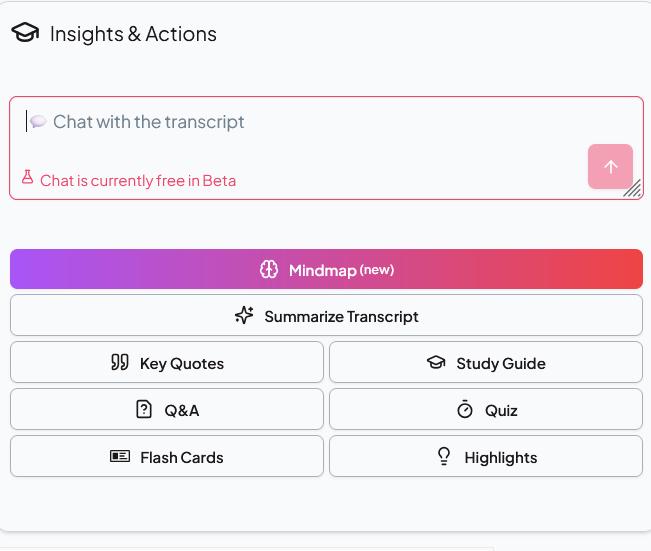 Insights & Actions
Chat with the transcript
Chat is currently free in Beta
Mindmap (new)
Summarize Transcript
Key Quotes
Study Guide
Q&A
Quiz
Flash Cards
Highlights